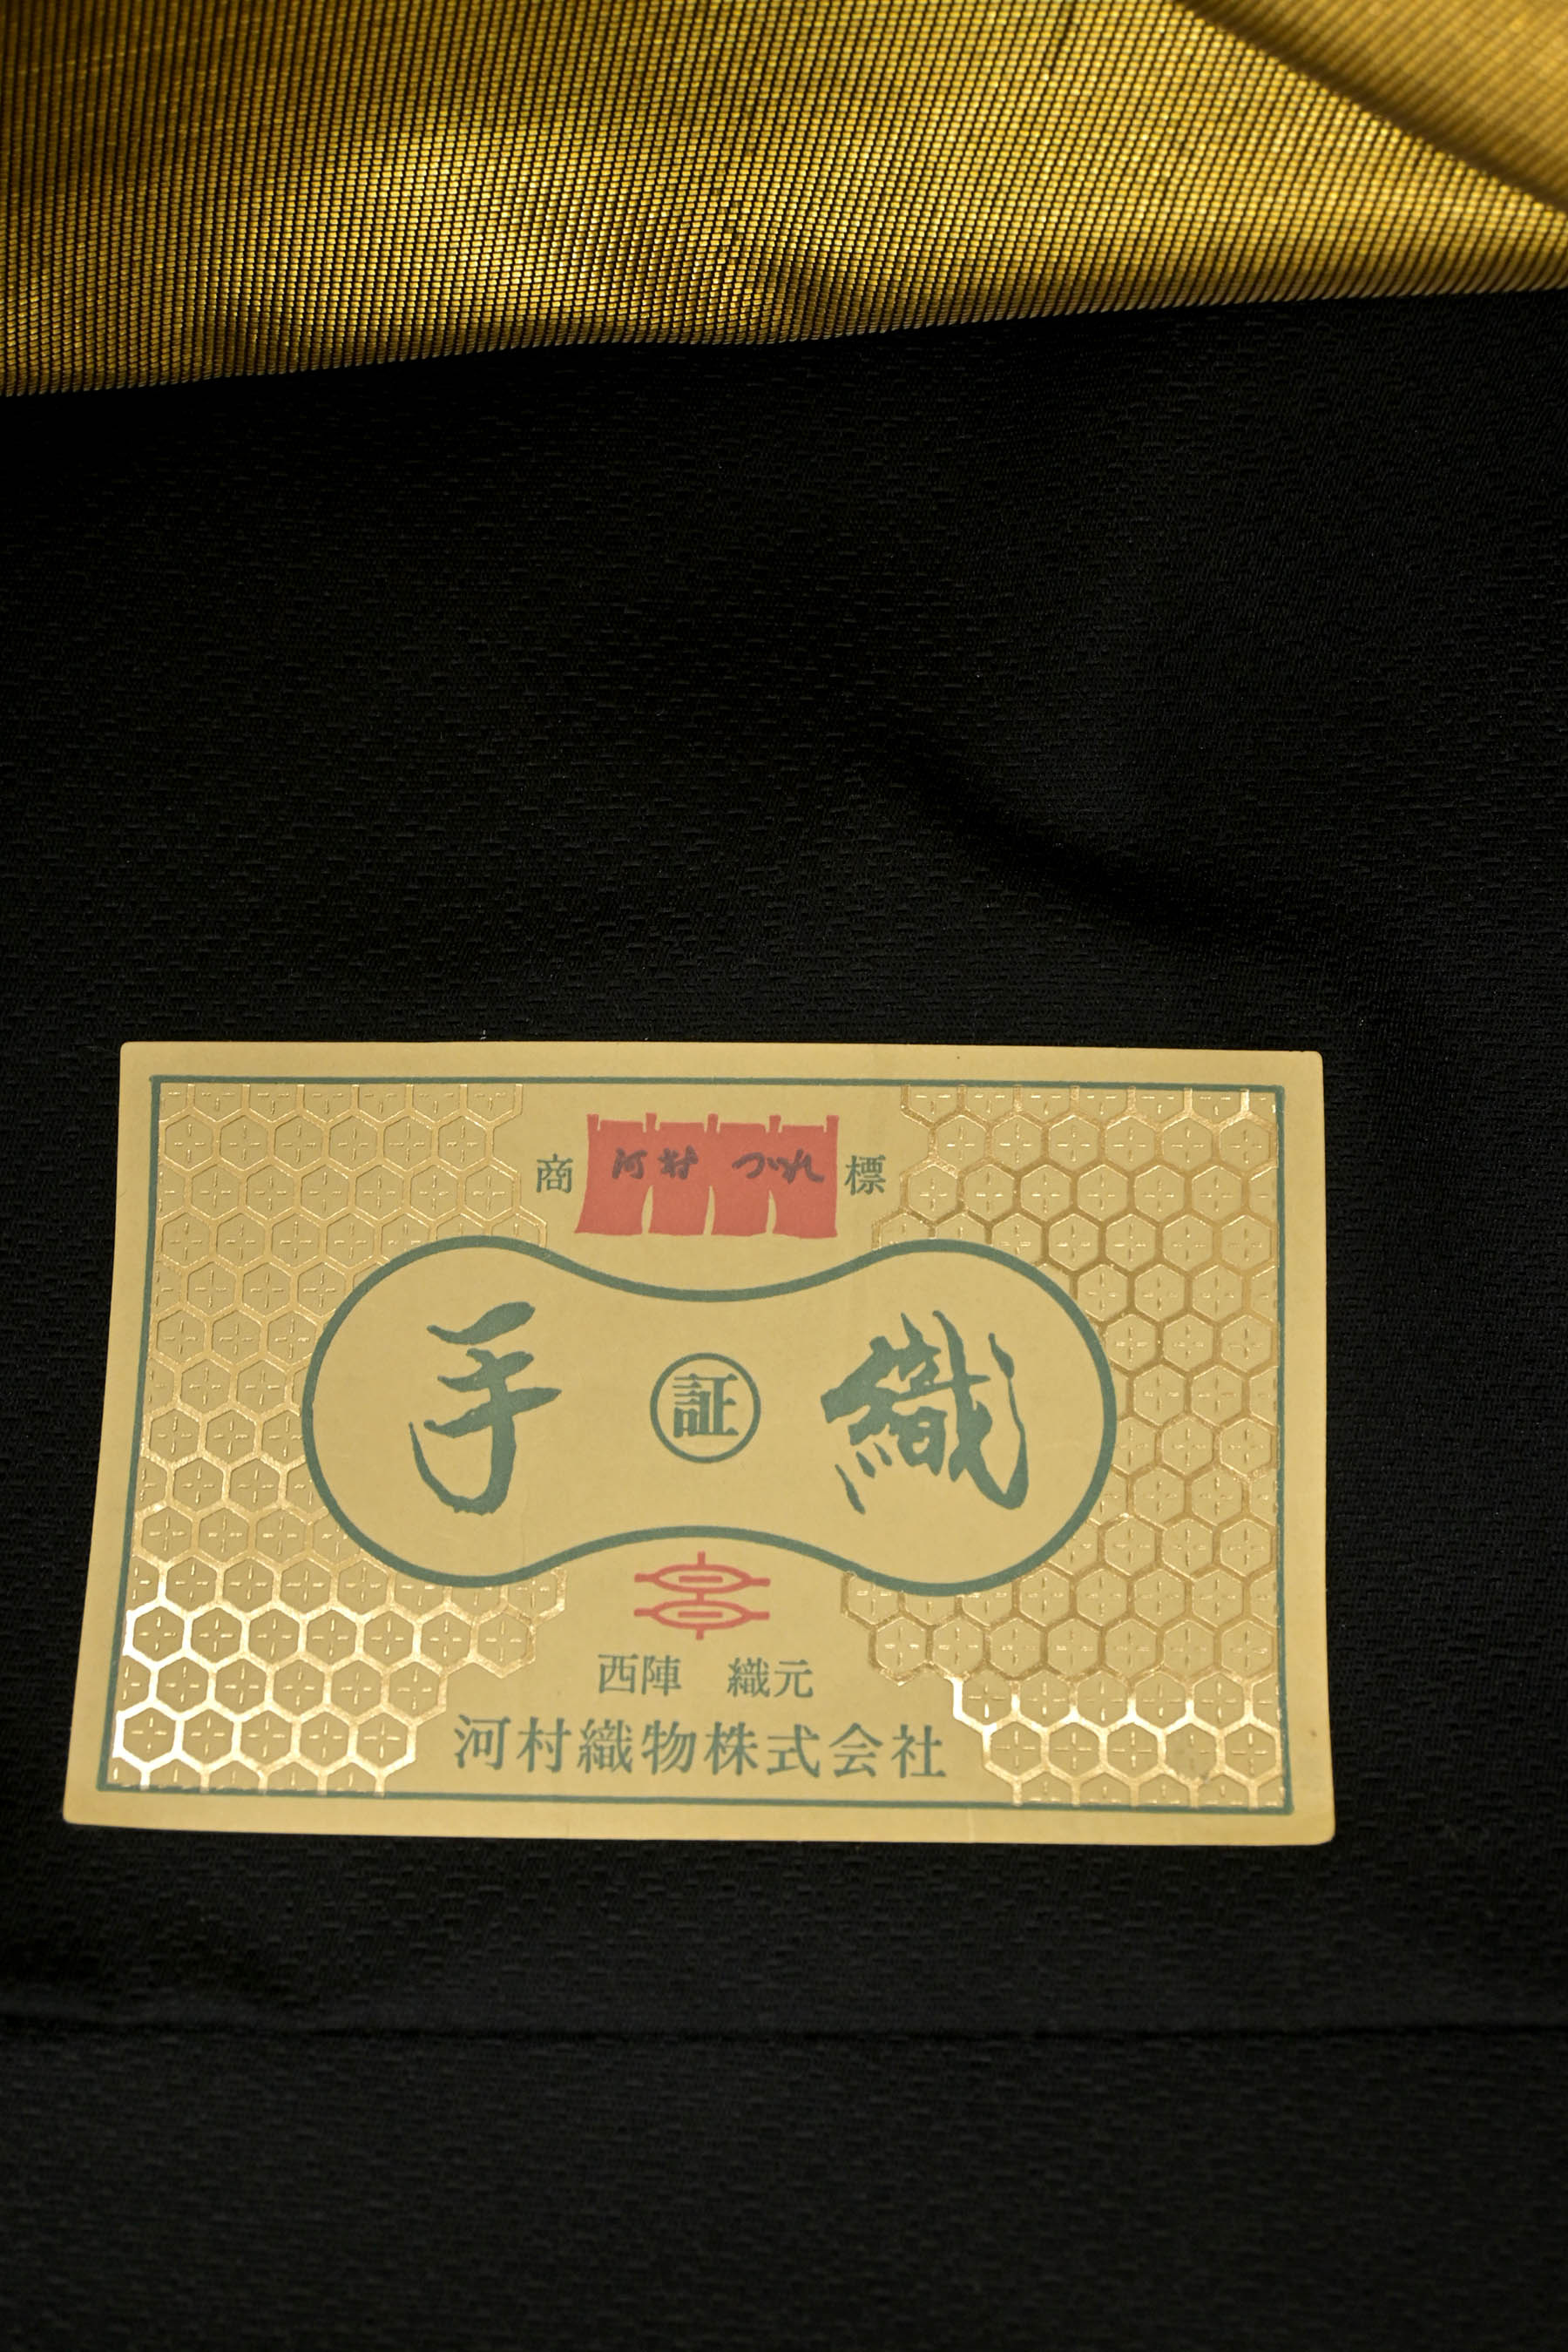 商 河村 つづれ 標
手 証 織
西陣 織元
河村織物株式会社